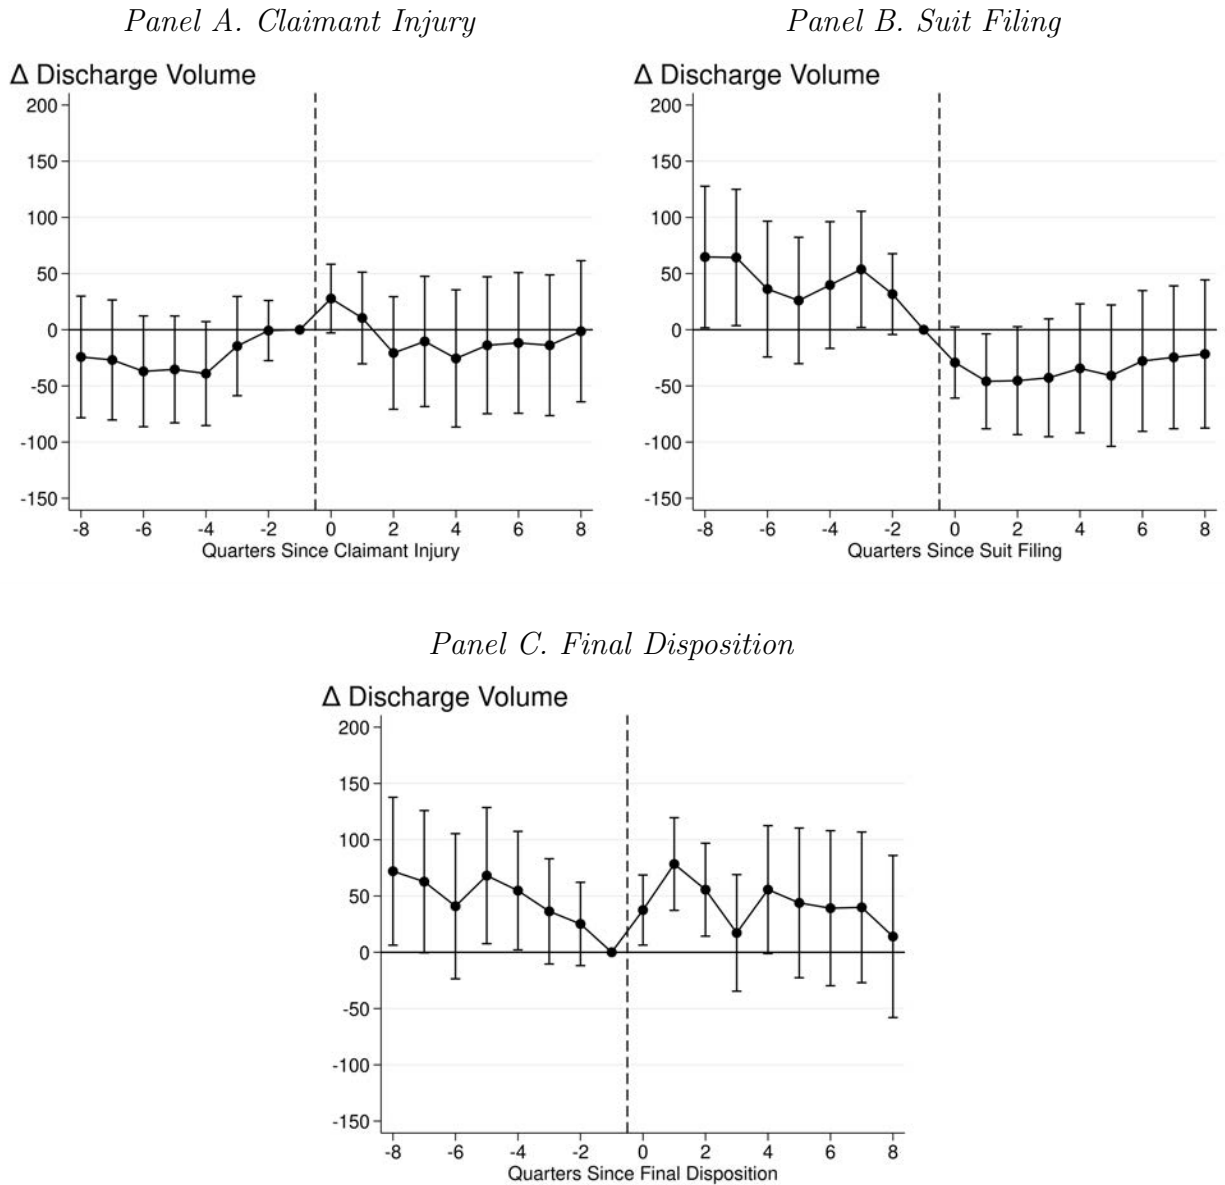 Panel A. Claimant Injury
Δ Discharge Volume
200
150
100
50
0
-50
-100
-150
-8 -6 -4 -2 0 2 4 6 8
Quarters Since Claimant Injury
Panel B. Suit Filing
Δ Discharge Volume
200
150
100
50
0
-50
-100
-150
-8 -6 -4 -2 0 2 4 6 8
Quarters Since Suit Filing
Panel C. Final Disposition
Δ Discharge Volume
200
150
100
50
0
-50
-100
-150
-8 -6 -4 -2 0 2 4 6 8
Quarters Since Final Disposition